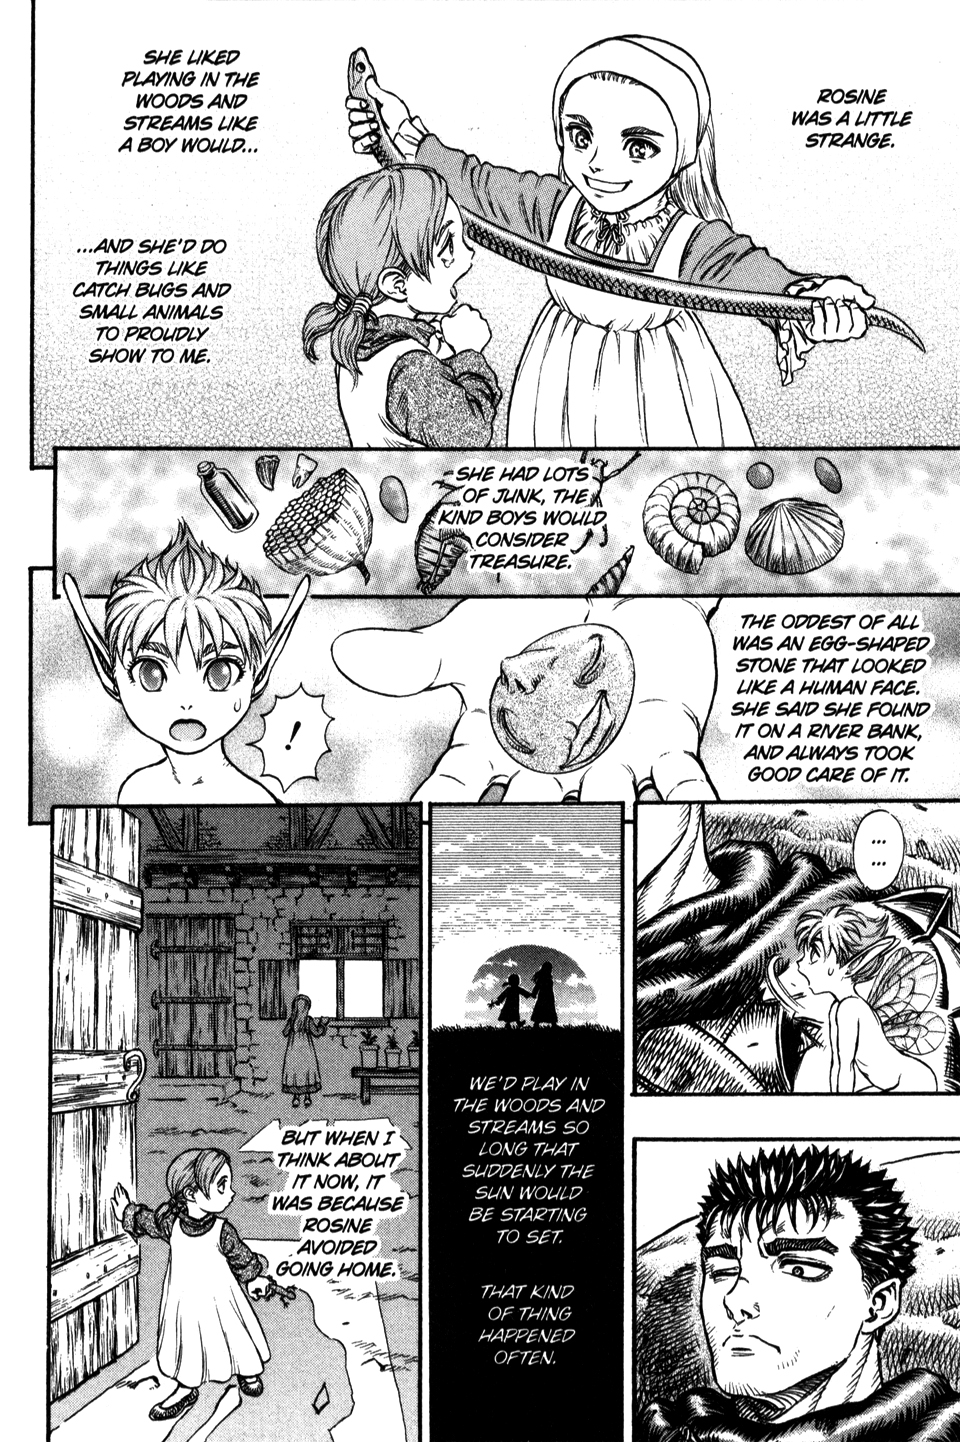 ROSINE
WAS A LITTLE
STRANGE.
SHE LIKED
PLAYING IN THE
WOODS AND
STREAMS LIKE
A BOY WOULD...
...AND SHE'D DO
THINGS LIKE
CATCH BUGS AND
SMALL ANIMALS
TO PROUDLY
SHOW TO ME.
SHE HAD LOTS
OF JUNK, THE
KIND BOYS WOULD
CONSIDER
TREASURE.
THE ODDEST OF ALL
WAS AN EGG-SHAPED
STONE THAT LOOKED
LIKE A HUMAN FACE.
SHE SAID SHE FOUND
IT ON A RIVER BANK,
AND ALWAYS TOOK
GOOD CARE OF IT.
!
...
...
WE'D PLAY IN
THE WOODS AND
STREAMS SO
LONG THAT
SUDDENLY THE
SUN WOULD
BE STARTING
TO SET.
THAT KIND
OF THING
HAPPENED
OFTEN.
BUT WHEN I
THINK ABOUT
IT NOW, IT
WAS BECAUSE
ROSINE
AVOIDED
GOING HOME.